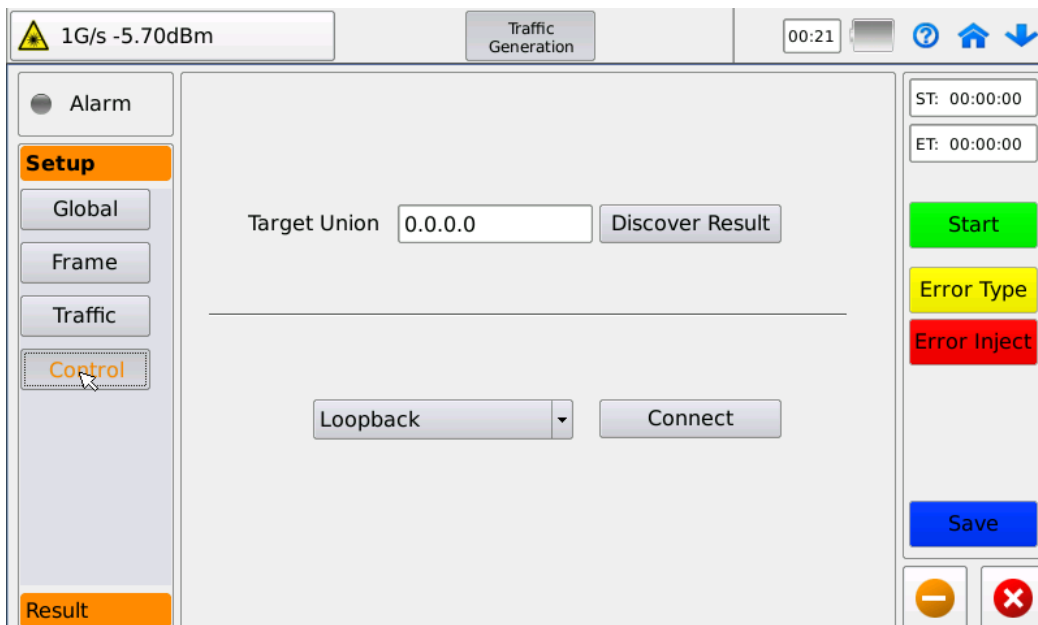 1G/s -5.70dBm
Traffic
Generation
00:21
Alarm
Setup
Global
Frame
Traffic
Control
Result
Target Union
0.0.0.0
Discover Result
Loopback
Connect
ST: 00:00:00
ET: 00:00:00
Start
Error Type
Error Inject
Save